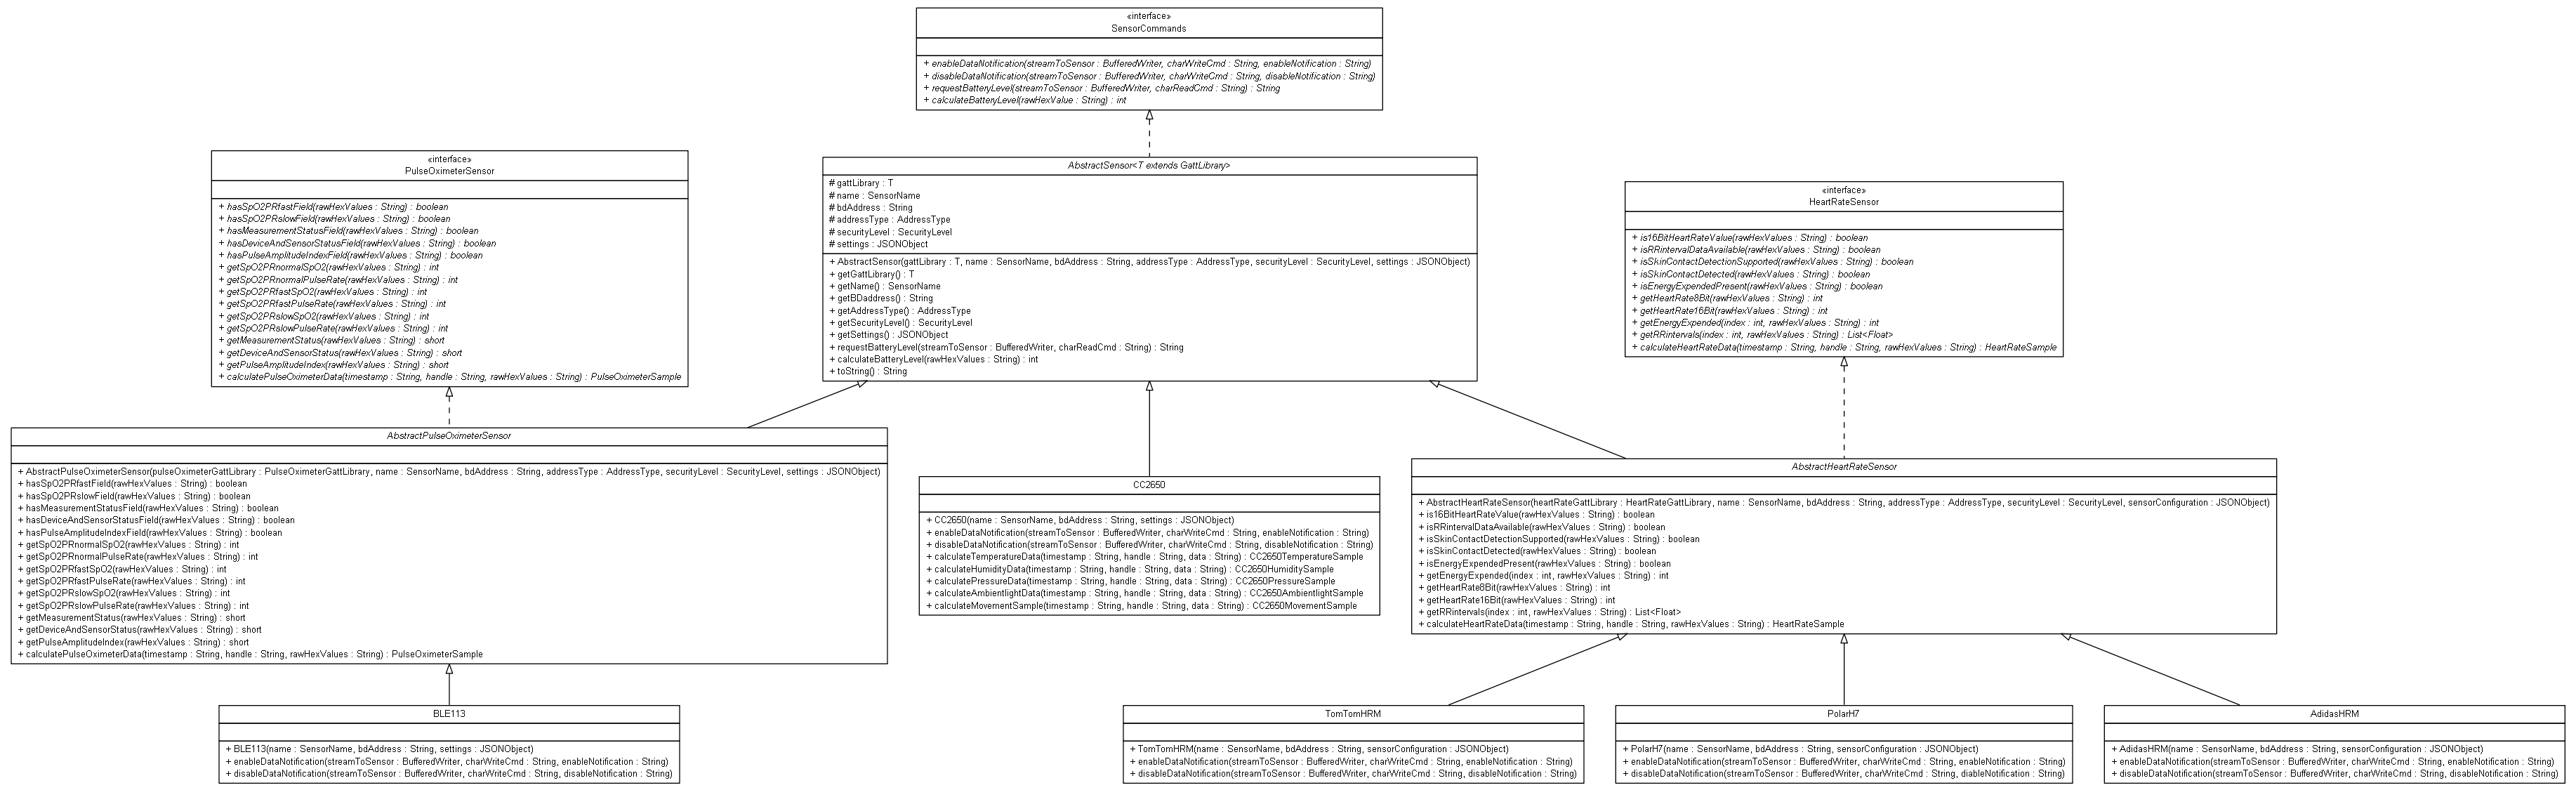 «interface»
SensorCommands
+ enableDataNotification(streamToSensor : BufferedWriter, charWriteCmd : String, enableNotification : String)
+ disableDataNotification(streamToSensor : BufferedWriter, charWriteCmd : String, disableNotification : String)
+ requestBatteryLevel(streamToSensor : BufferedWriter, charReadCmd : String) : String
+ calculateBatteryLevel(rawHexValue : String) : int
«interface»
PulseOximeterSensor
+ hasSpO2PRfastField(rawHexValues : String) : boolean
+ hasSpO2PRslowField(rawHexValues : String) : boolean
+ hasMeasurementStatusField(rawHexValues : String) : boolean
+ hasDeviceAndSensorStatusField(rawHexValues : String) : boolean
+ hasPulseAmplitudeIndexField(rawHexValues : String) : boolean
+ getSpO2PRnormalSpO2(rawHexValues : String) : int
+ getSpO2PRnormalPulseRate(rawHexValues : String) : int
+ getSpO2PRfastSpO2(rawHexValues : String) : int
+ getSpO2PRfastPulseRate(rawHexValues : String) : int
+ getSpO2PRslowSpO2(rawHexValues : String) : int
+ getSpO2PRslowPulseRate(rawHexValues : String) : int
+ getMeasurementStatus(rawHexValues : String) : short
+ getDeviceAndSensorStatus(rawHexValues : String) : short
+ getPulseAmplitudeIndex(rawHexValues : String) : short
+ calculatePulseOximeterData(timestamp : String, handle : String, rawHexValues : String) : PulseOximeterSample
AbstractSensor<T extends GattLibrary>
# gattLibrary : T
# name : SensorName
# bdAddress : String
# addressType : AddressType
# securityLevel : SecurityLevel
# settings : JSONObject
+ AbstractSensor(gattLibrary : T, name : SensorName, bdAddress : String, addressType : AddressType, securityLevel : SecurityLevel, settings : JSONObject)
+ getGattLibrary() : T
+ getName() : SensorName
+ getBDaddress() : String
+ getAddressType() : AddressType
+ getSecurityLevel() : SecurityLevel
+ getSettings() : JSONObject
+ requestBatteryLevel(streamToSensor : BufferedWriter, charReadCmd : String) : String
+ calculateBatteryLevel(rawHexValues : String) : int
+ toString() : String
«interface»
HeartRateSensor
+ is16BitHeartRateValue(rawHexValues : String) : boolean
+ isRRintervalDataAvailable(rawHexValues : String) : boolean
+ isSkinContactDetectionSupported(rawHexValues : String) : boolean
+ isSkinContactDetected(rawHexValues : String) : boolean
+ isEnergyExpendedPresent(rawHexValues : String) : boolean
+ getHeartRate8Bit(rawHexValues : String) : int
+ getHeartRate16Bit(rawHexValues : String) : int
+ getEnergyExpended(index : int, rawHexValues : String) : int
+ getRRintervals(index : int, rawHexValues : String) : List<Float>
+ calculateHeartRateData(timestamp : String, handle : String, rawHexValues : String) : HeartRateSample
AbstractPulseOximeterSensor
+ AbstractPulseOximeterSensor(pulseOximeterGattLibrary : PulseOximeterGattLibrary, name : SensorName, bdAddress : String, addressType : AddressType, securityLevel : SecurityLevel, settings : JSONObject)
+ hasSpO2PRfastField(rawHexValues : String) : boolean
+ hasSpO2PRslowField(rawHexValues : String) : boolean
+ hasMeasurementStatusField(rawHexValues : String) : boolean
+ hasDeviceAndSensorStatusField(rawHexValues : String) : boolean
+ hasPulseAmplitudeIndexField(rawHexValues : String) : boolean
+ getSpO2PRnormalSpO2(rawHexValues : String) : int
+ getSpO2PRnormalPulseRate(rawHexValues : String) : int
+ getSpO2PRfastSpO2(rawHexValues : String) : int
+ getSpO2PRfastPulseRate(rawHexValues : String) : int
+ getSpO2PRslowSpO2(rawHexValues : String) : int
+ getSpO2PRslowPulseRate(rawHexValues : String) : int
+ getMeasurementStatus(rawHexValues : String) : short
+ getDeviceAndSensorStatus(rawHexValues : String) : short
+ getPulseAmplitudeIndex(rawHexValues : String) : short
+ calculatePulseOximeterData(timestamp : String, handle : String, rawHexValues : String) : PulseOximeterSample
CC2650
+ CC2650(name : SensorName, bdAddress : String, settings : JSONObject)
+ enableDataNotification(streamToSensor : BufferedWriter, charWriteCmd : String, enableNotification : String)
+ disableDataNotification(streamToSensor : BufferedWriter, charWriteCmd : String, disableNotification : String)
+ calculateTemperatureData(timestamp : String, handle : String, data : String) : CC2650TemperatureSample
+ calculateHumidityData(timestamp : String, handle : String, data : String) : CC2650HumiditySample
+ calculatePressureData(timestamp : String, handle : String, data : String) : CC2650PressureSample
+ calculateAmbientlightData(timestamp : String, handle : String, data : String) : CC2650AmbientlightSample
+ calculateMovementSample(timestamp : String, handle : String, data : String) : CC2650MovementSample
AbstractHeartRateSensor
+ AbstractHeartRateSensor(heartRateGattLibrary : HeartRateGattLibrary, name : SensorName, bdAddress : String, addressType : AddressType, securityLevel : SecurityLevel, sensorConfiguration : JSONObject)
+ is16BitHeartRateValue(rawHexValues : String) : boolean
+ isRRintervalDataAvailable(rawHexValues : String) : boolean
+ isSkinContactDetectionSupported(rawHexValues : String) : boolean
+ isSkinContactDetected(rawHexValues : String) : boolean
+ isEnergyExpendedPresent(rawHexValues : String) : boolean
+ getEnergyExpended(index : int, rawHexValues : String) : int
+ getHeartRate8Bit(rawHexValues : String) : int
+ getHeartRate16Bit(rawHexValues : String) : int
+ getRRintervals(index : int, rawHexValues : String) : List<Float>
+ calculateHeartRateData(timestamp : String, handle : String, rawHexValues : String) : HeartRateSample
BLE113
+ BLE113(name : SensorName, bdAddress : String, settings : JSONObject)
+ enableDataNotification(streamToSensor : BufferedWriter, charWriteCmd : String, enableNotification : String)
+ disableDataNotification(streamToSensor : BufferedWriter, charWriteCmd : String, disableNotification : String)
TomTomHRM
+ TomTomHRM(name : SensorName, bdAddress : String, sensorConfiguration : JSONObject)
+ enableDataNotification(streamToSensor : BufferedWriter, charWriteCmd : String, enableNotification : String)
+ disableDataNotification(streamToSensor : BufferedWriter, charWriteCmd : String, disableNotification : String)
PolarH7
+ PolarH7(name : SensorName, bdAddress : String, sensorConfiguration : JSONObject)
+ enableDataNotification(streamToSensor : BufferedWriter, charWriteCmd : String, enableNotification : String)
+ disableDataNotification(streamToSensor : BufferedWriter, charWriteCmd : String, diableNotification : String)
AdidasHRM
+ AdidasHRM(name : SensorName, bdAddress : String, sensorConfiguration : JSONObject)
+ enableDataNotification(streamToSensor : BufferedWriter, charWriteCmd : String, enableNotification : String)
+ disableDataNotification(streamToSensor : BufferedWriter, charWriteCmd : String, disableNotification : String)